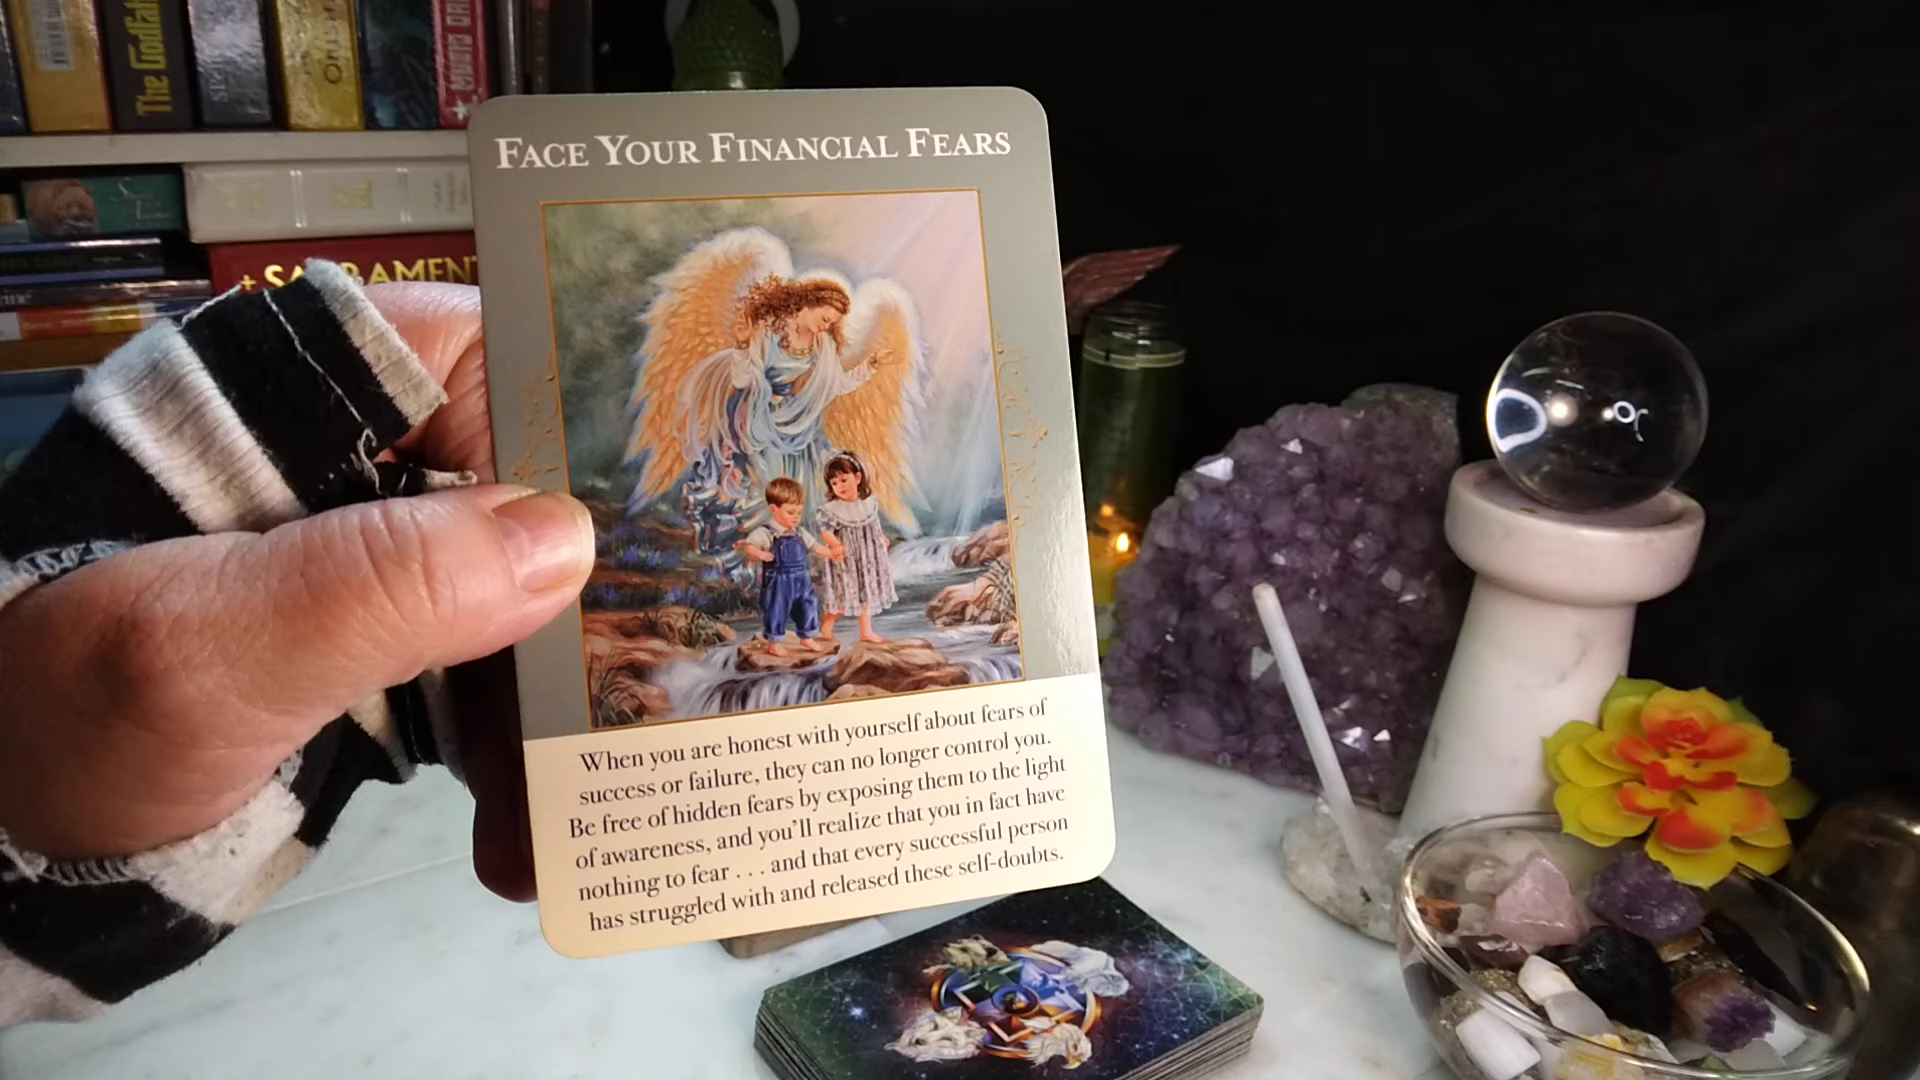 The Godfath
FACE YOUR FINANCIAL FEARS
When you are honest with yourself about fears of
success or failure, they can no longer control you.
Be free of hidden fears by exposing them to the light
of awareness, and you'll realize that you in fact have
nothing to fear . . . and that every successful person
has struggled with and released these self-doubts.